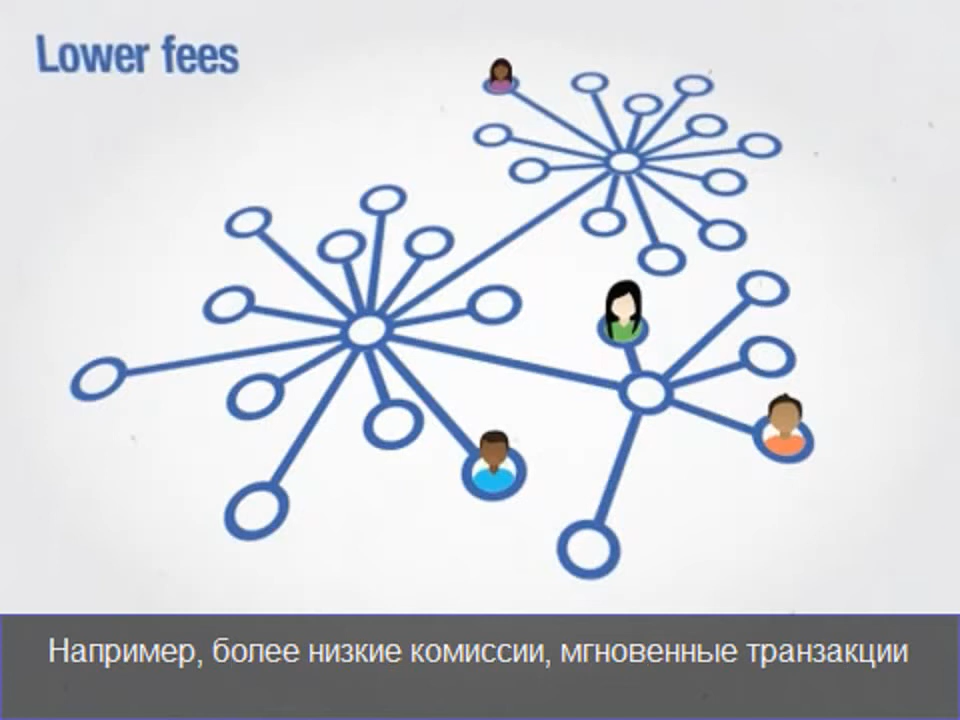 Lower fees
Например, более низкие комиссии, мгновенные транзакции